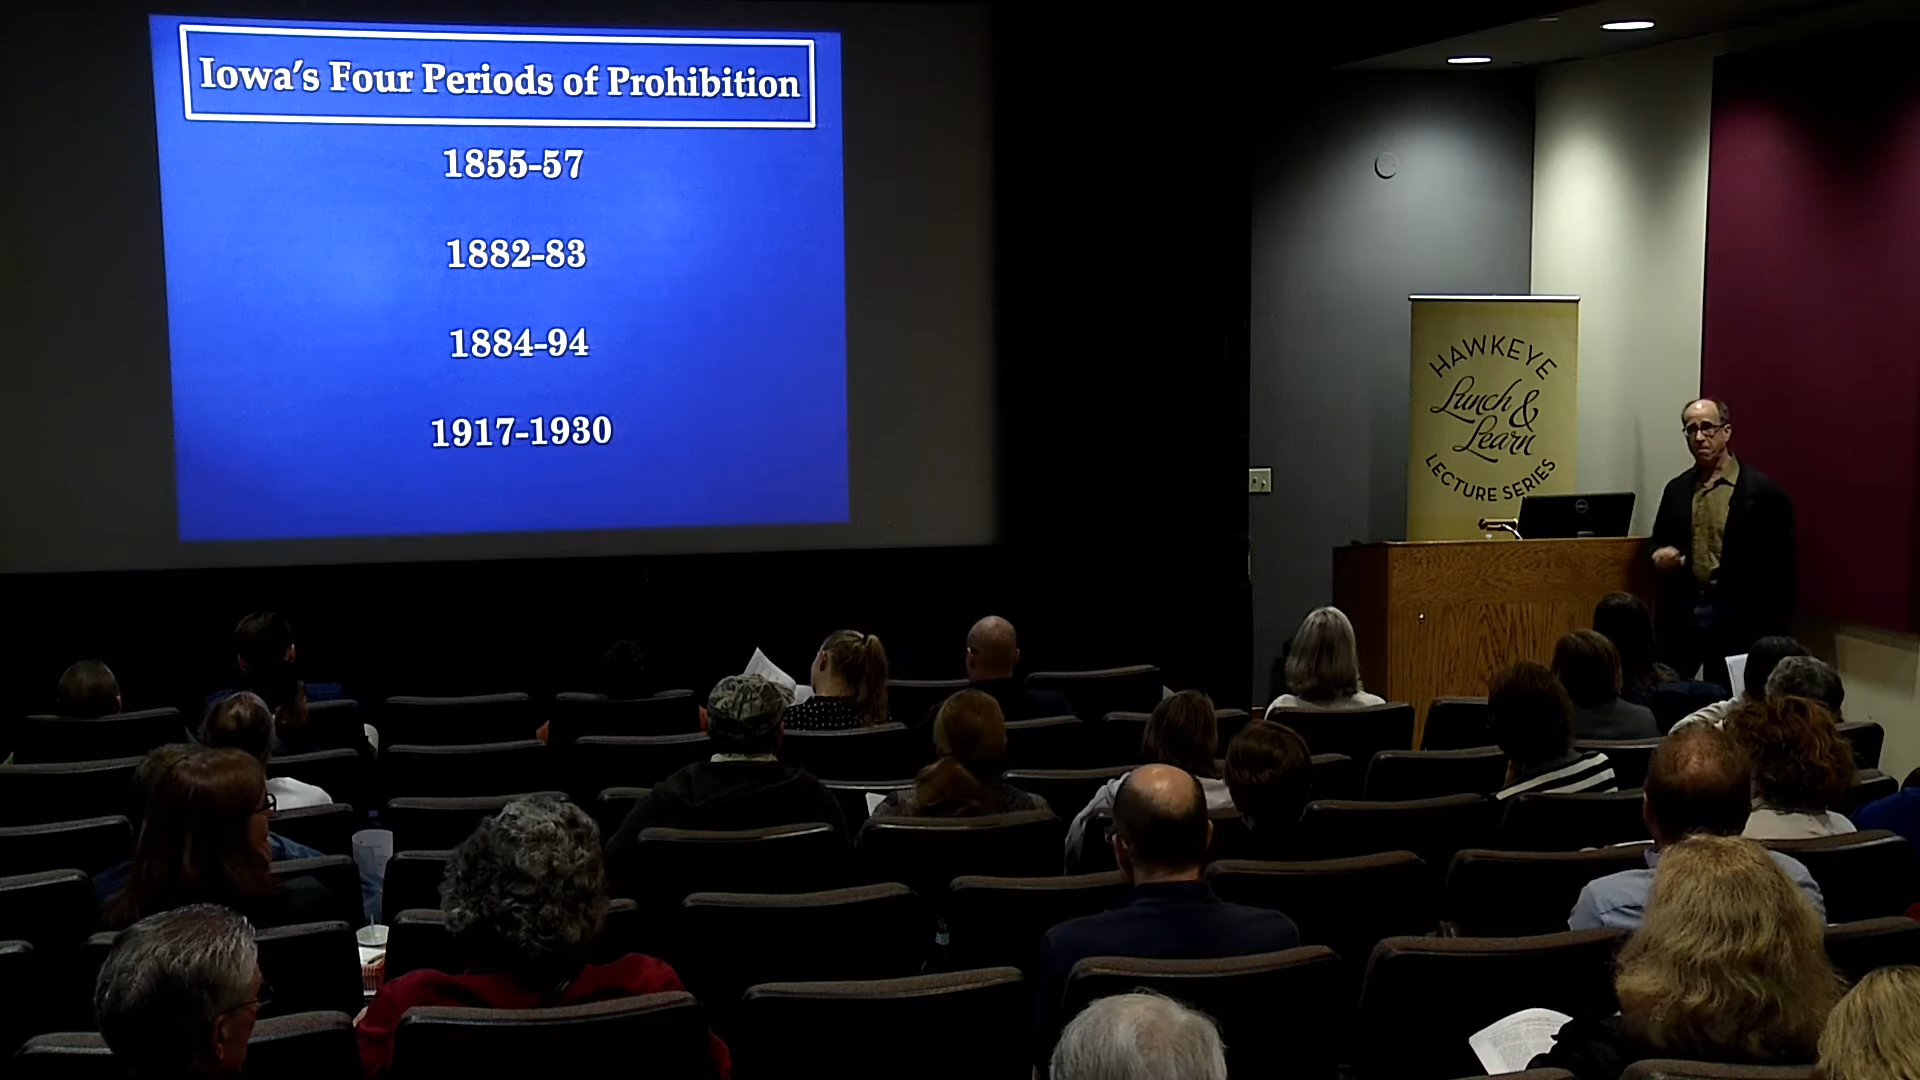 Iowa's Four Periods of Prohibition
1855-57
1882-83
1884-94
1917-1930
HAWKEYE
Lunch &
Learn
LECTURE SERIES